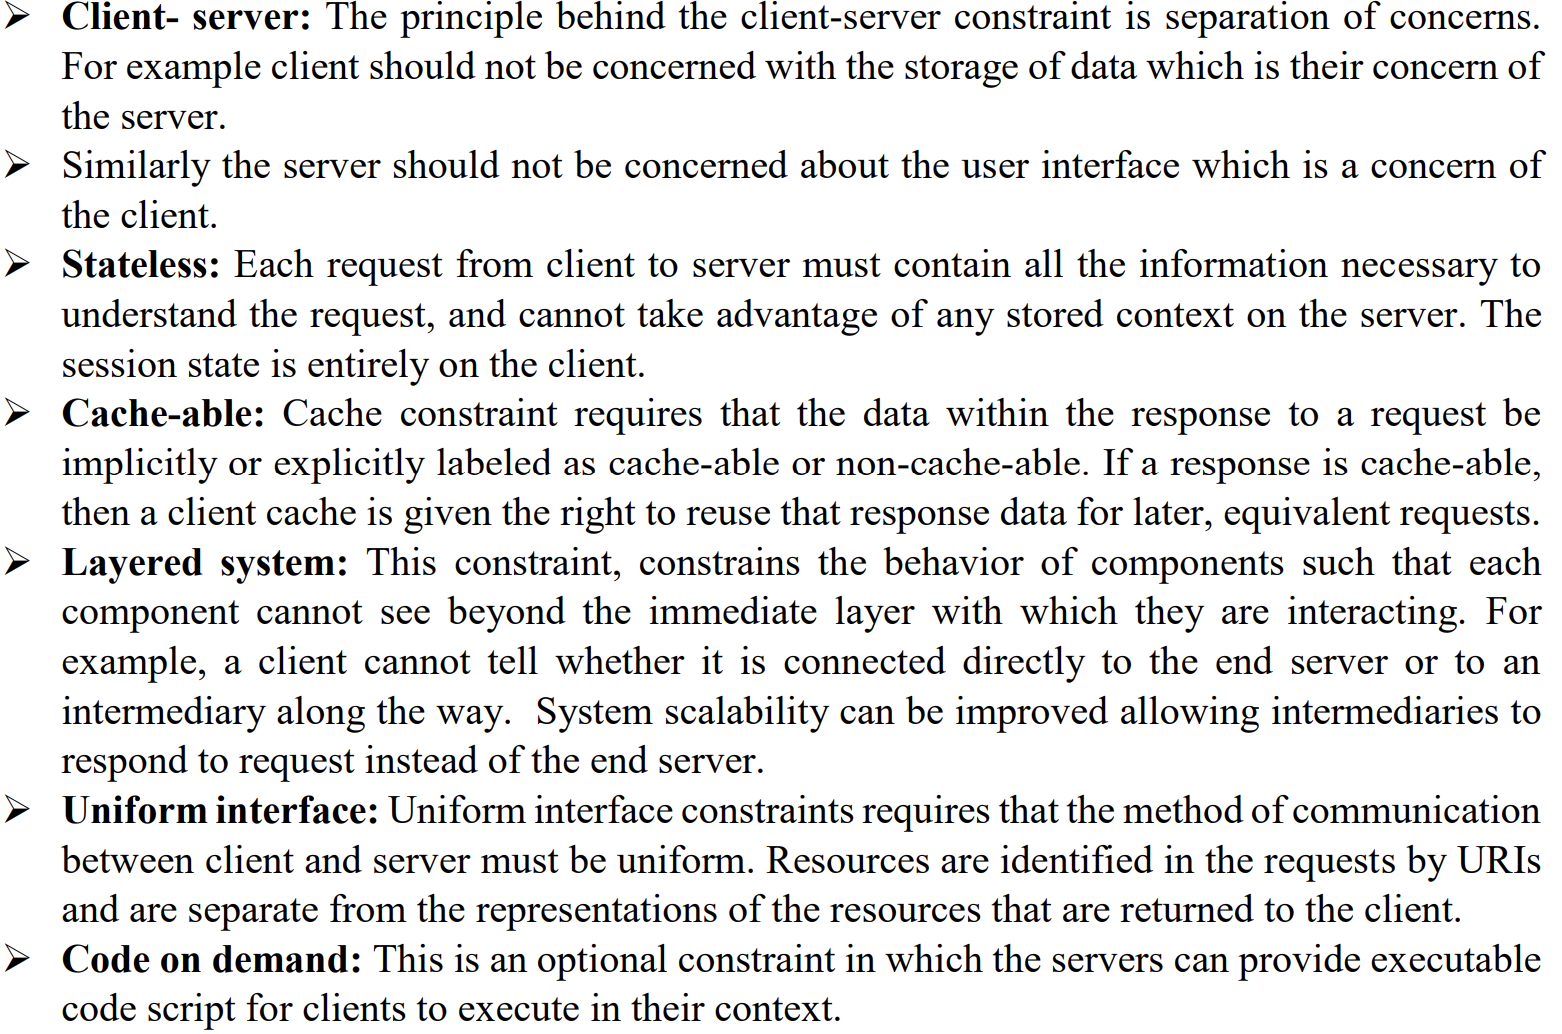 ➢ Client- server: The principle behind the client-server constraint is separation of concerns.
For example client should not be concerned with the storage of data which is their concern of
the server.
➢ Similarly the server should not be concerned about the user interface which is a concern of
the client.
➢ Stateless: Each request from client to server must contain all the information necessary to
understand the request, and cannot take advantage of any stored context on the server. The
session state is entirely on the client.
➢ Cache-able: Cache constraint requires that the data within the response to a request be
implicitly or explicitly labeled as cache-able or non-cache-able. If a response is cache-able,
then a client cache is given the right to reuse that response data for later, equivalent requests.
➢ Layered system: This constraint, constrains the behavior of components such that each
component cannot see beyond the immediate layer with which they are interacting. For
example, a client cannot tell whether it is connected directly to the end server or to an
intermediary along the way.  System scalability can be improved allowing intermediaries to
respond to request instead of the end server.
➢ Uniform interface: Uniform interface constraints requires that the method of communication
between client and server must be uniform. Resources are identified in the requests by URIs
and are separate from the representations of the resources that are returned to the client.
➢ Code on demand: This is an optional constraint in which the servers can provide executable
code script for clients to execute in their context.